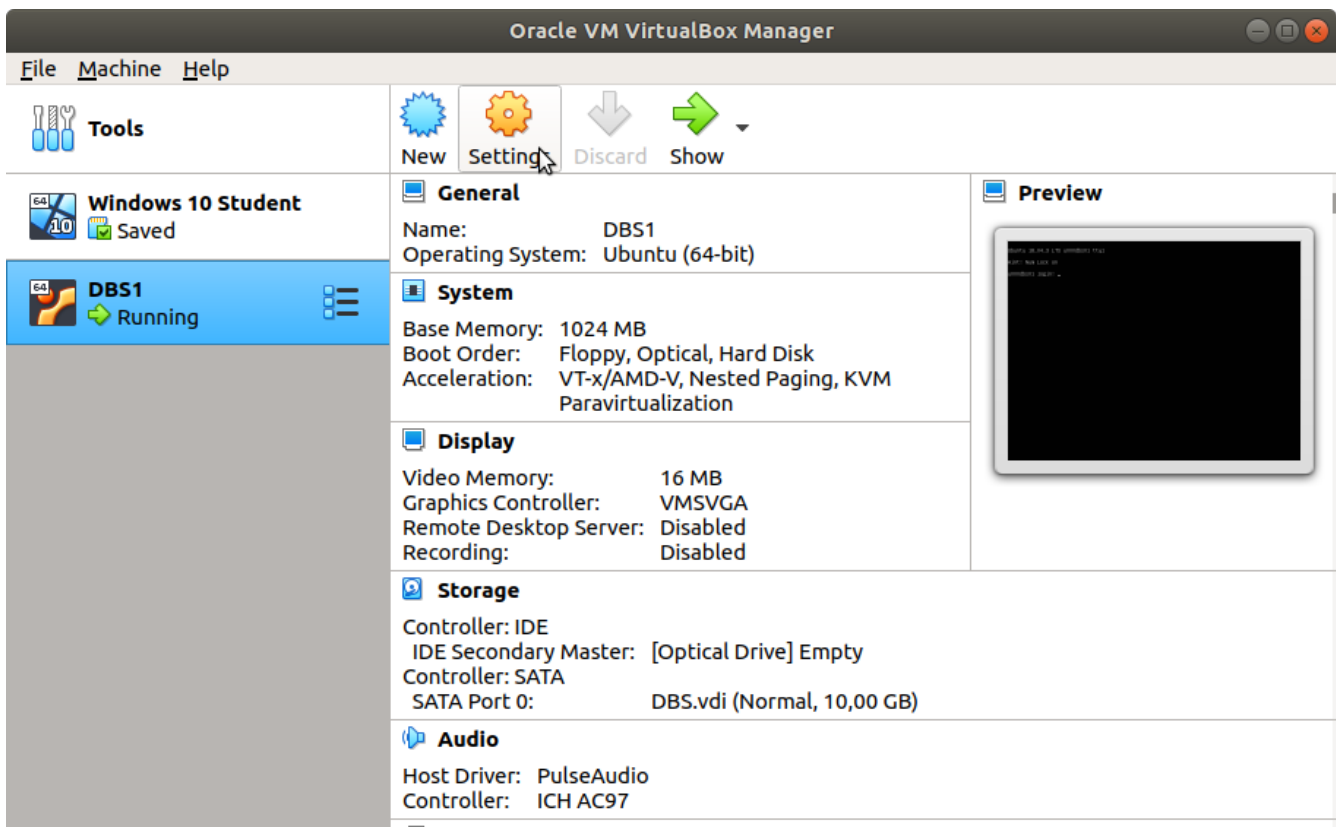 Oracle VM VirtualBox Manager
File Machine Help
Tools
New Settings Discard Show
64
10
Windows 10 Student
Saved
64
DBS1
Running
General
Name: DBS1
Operating System: Ubuntu (64-bit)
System
Base Memory: 1024 MB
Boot Order: Floppy, Optical, Hard Disk
Acceleration: VT-x/AMD-V, Nested Paging, KVM
Paravirtualization
Display
Video Memory: 16 MB
Graphics Controller: VMSVGA
Remote Desktop Server: Disabled
Recording: Disabled
Preview
Storage
Controller: IDE
IDE Secondary Master: [Optical Drive] Empty
Controller: SATA
SATA Port 0: DBS.vdi (Normal, 10,00 GB)
Audio
Host Driver: PulseAudio
Controller: ICH AC97